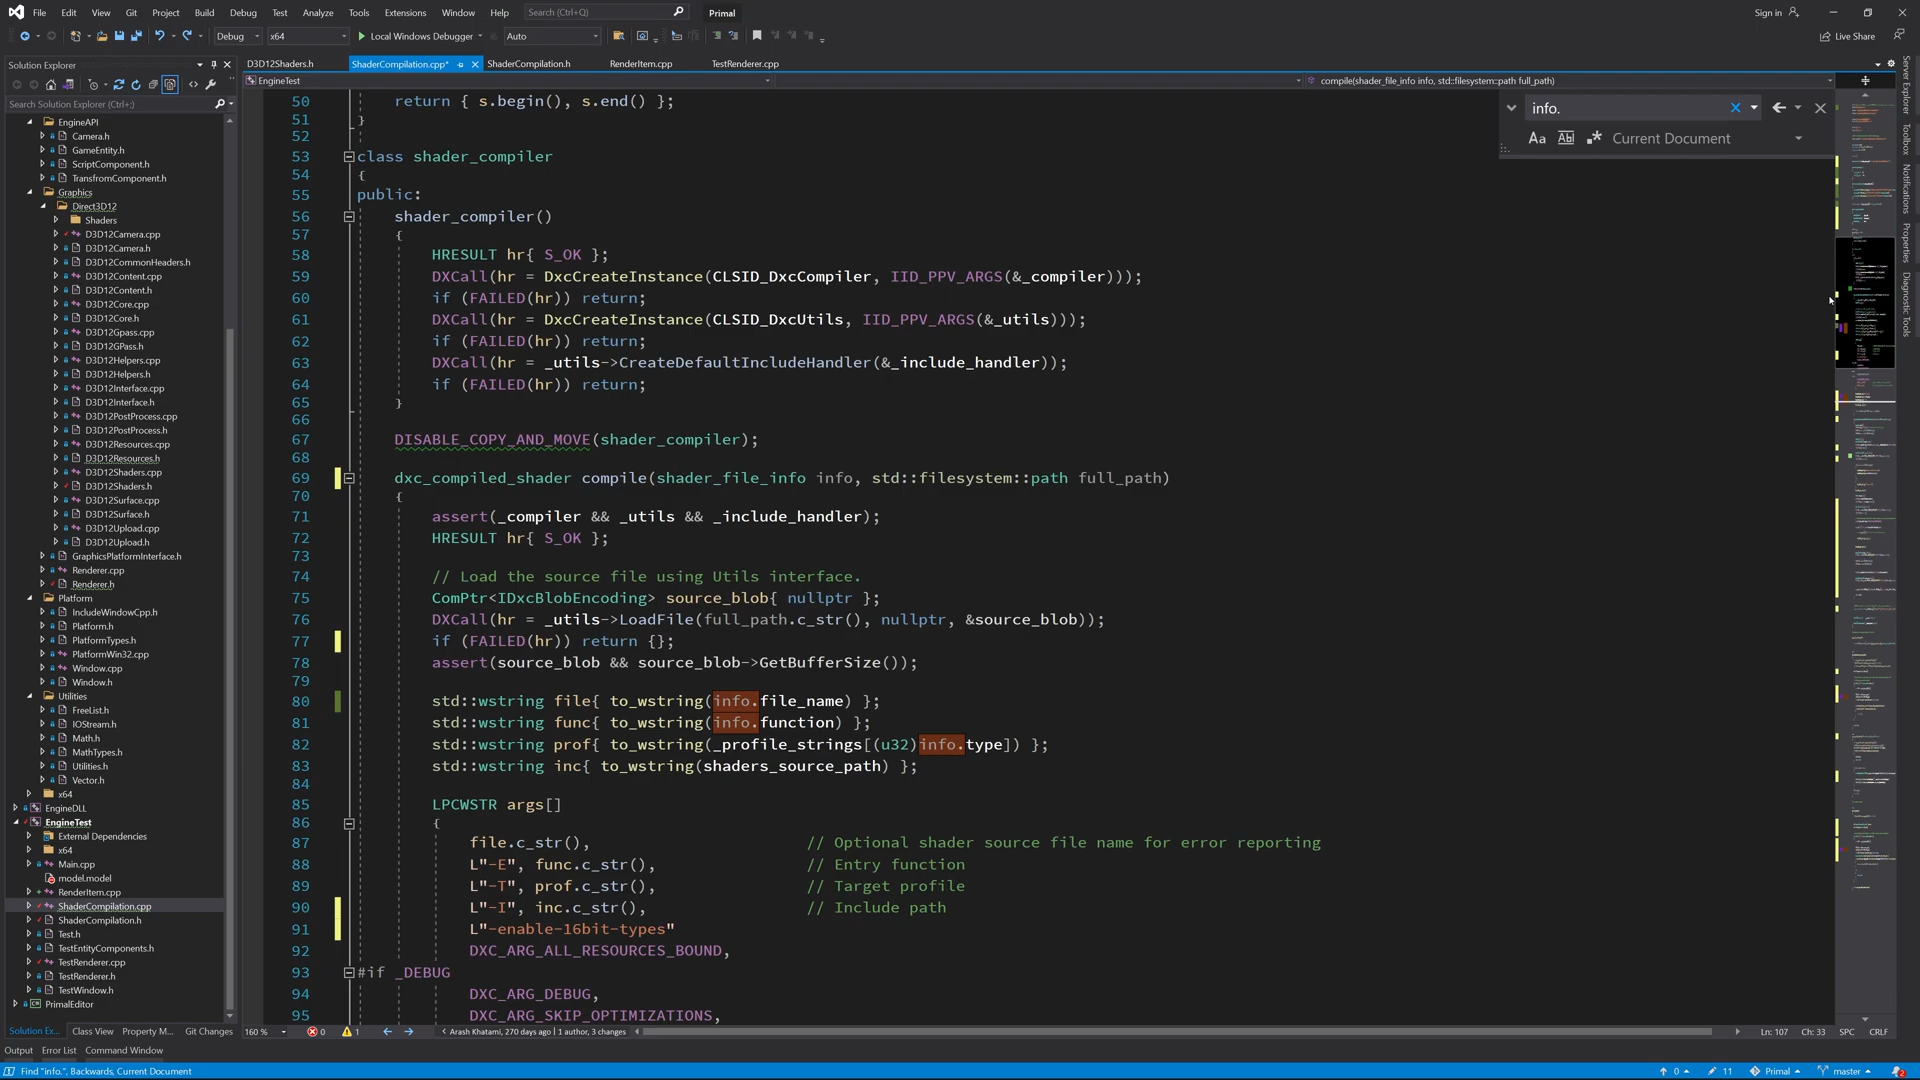 File Edit View Git Project Build Debug Test Analyze Tools Extensions Window Help Search (Ctrl+Q) Primal Sign in
Debug x64 Local Windows Debugger Auto Live Share
Solution Explorer
D3D12Shaders.h ShaderCompilation.cpp* ShaderCompilation.h RenderItem.cpp TestRenderer.cpp
EngineTest compile(shader_file_info info, std::filesystem::path full_path)
Search Solution Explorer (Ctrl+;)
EngineAPI
Camera.h
GameEntity.h
ScriptComponent.h
TransfromComponent.h
Graphics
Direct3D12
Shaders
D3D12Camera.cpp
D3D12Camera.h
D3D12CommonHeaders.h
D3D12Content.cpp
D3D12Content.h
D3D12Core.cpp
D3D12Core.h
D3D12Gpass.cpp
D3D12GPass.h
D3D12Helpers.cpp
D3D12Helpers.h
D3D12Interface.cpp
D3D12Interface.h
D3D12PostProcess.cpp
D3D12PostProcess.h
D3D12Resources.cpp
D3D12Resources.h
D3D12Shaders.cpp
D3D12Shaders.h
D3D12Surface.cpp
D3D12Surface.h
D3D12Upload.cpp
D3D12Upload.h
GraphicsPlatformInterface.h
Renderer.cpp
Renderer.h
Platform
IncludeWindowCpp.h
Platform.h
PlatformTypes.h
PlatformWin32.cpp
Window.cpp
Window.h
Utilities
FreeList.h
IOStream.h
Math.h
MathTypes.h
Utilities.h
Vector.h
x64
EngineDLL
EngineTest
External Dependencies
x64
Main.cpp
model.model
RenderItem.cpp
ShaderCompilation.cpp
ShaderCompilation.h
Test.h
TestEntityComponents.h
TestRenderer.cpp
TestRenderer.h
TestWindow.h
PrimalEditor
Solution Ex... Class View Property M... Git Changes
50 return { s.begin(), s.end() };
51 }
52
53 class shader_compiler
54 {
55 public:
56 shader_compiler()
57 {
58 HRESULT hr{ S_OK };
59 DXCall(hr = DxcCreateInstance(CLSID_DxcCompiler, IID_PPV_ARGS(&_compiler)));
60 if (FAILED(hr)) return;
61 DXCall(hr = DxcCreateInstance(CLSID_DxcUtils, IID_PPV_ARGS(&_utils)));
62 if (FAILED(hr)) return;
63 DXCall(hr = _utils->CreateDefaultIncludeHandler(&_include_handler));
64 if (FAILED(hr)) return;
65 }
66
67 DISABLE_COPY_AND_MOVE(shader_compiler);
68
69 dxc_compiled_shader compile(shader_file_info info, std::filesystem::path full_path)
70 {
71 assert(_compiler && _utils && _include_handler);
72 HRESULT hr{ S_OK };
73
74 // Load the source file using Utils interface.
75 ComPtr<IDxcBlobEncoding> source_blob{ nullptr };
76 DXCall(hr = _utils->LoadFile(full_path.c_str(), nullptr, &source_blob));
77 if (FAILED(hr)) return {};
78 assert(source_blob && source_blob->GetBufferSize());
79
80 std::wstring file{ to_wstring(info.file_name) };
81 std::wstring func{ to_wstring(info.function) };
82 std::wstring prof{ to_wstring(_profile_strings[(u32)info.type]) };
83 std::wstring inc{ to_wstring(shaders_source_path) };
84
85 LPCWSTR args[]
86 {
87 file.c_str(), // Optional shader source file name for error reporting
88 L"-E", func.c_str(), // Entry function
89 L"-T", prof.c_str(), // Target profile
90 L"-I", inc.c_str(), // Include path
91 L"-enable-16bit-types"
92 DXC_ARG_ALL_RESOURCES_BOUND,
93 #if _DEBUG
94 DXC_ARG_DEBUG,
95 DXC_ARG_SKIP_OPTIMIZATIONS,
info.
Aa Ab Current Document
Server Explorer
Toolbox
Notifications
Properties
Diagnostic Tools
160 % 0 1 Arash Khatami, 270 days ago | 1 author, 3 changes Ln: 107 Ch: 33 SPC CRLF
Output Error List Command Window
Find "info.", Backwards, Current Document 0 11 Primal master 2